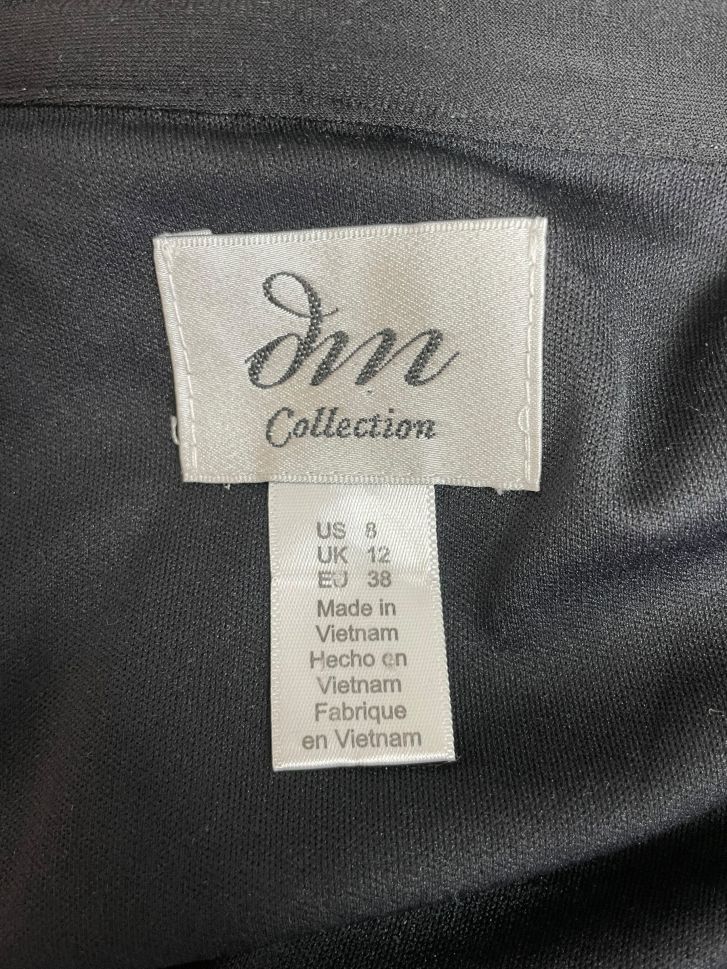 dm
Collection
US 8
UK 12
EU 38
Made in
Vietnam
Hecho en
Vietnam
Fabrique
en Vietnam